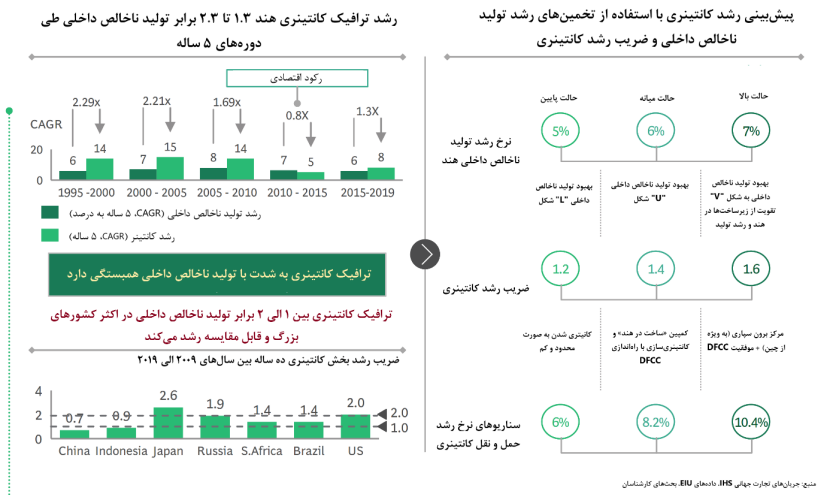 پیش‌بینی رشد کانتینری با استفاده از تخمین‌های رشد تولید
ناخالص داخلی و ضریب رشد کانتینری
حالت بالا
حالت میانه
حالت پایین
7%
6%
5%
نرخ رشد تولید
ناخالص داخلی هند
بهبود تولید ناخالص
داخلی به شکل "V"
تقویت از زیرساخت‌ها در
هند و رشد تولید
بهبود تولید ناخالص داخلی
"U" شکل
بهبود تولید ناخالص
داخلی "L" شکل
1.6
1.4
1.2
ضریب رشد کانتینری
مرکز برون سپاری (به ویژه
از چین) + موفقیت DFCC
کمپین «ساخت در هند» و
کانتینری‌سازی با راه‌اندازی
DFCC
کانتینری شدن به صورت
محدود و کم
10.4%
8.2%
6%
سناریوهای نرخ رشد
حمل و نقل کانتینری
رشد ترافیک کانتینری هند ۱.۳ تا ۲.۳ برابر تولید ناخالص داخلی طی
دوره‌های ۵ ساله
رکود اقتصادی
2.29x
2.21x
1.69x
0.8X
1.3X
CAGR
20
0
6
14
7
15
8
14
7
5
6
8
1995 -2000
2000 - 2005
2005 - 2010
2010 - 2015
2015-2019
رشد تولید ناخالص داخلی (CAGR، ۵ ساله به درصد)
رشد کانتینر (CAGR، ۵ ساله)
ترافیک کانتینری به شدت با تولید ناخالص داخلی همبستگی دارد
ترافیک کانتینری بین ۱ الی ۲ برابر تولید ناخالص داخلی در اکثر کشورهای
بزرگ و قابل مقایسه رشد می‌کند
ضریب رشد بخش کانتینری ده ساله بین سال‌های ۲۰۰۹ الی ۲۰۱۹
4
2
0
0.7
0.9
2.6
1.9
1.4
1.4
2.0
2.0
1.0
China
Indonesia
Japan
Russia
S.Africa
Brazil
US
منبع: جریان‌های تجارت جهانی IHS، داده‌های EIU، بحث‌های کارشناسان